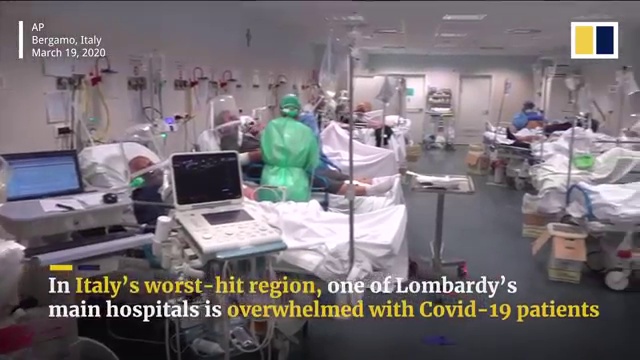 AP
Bergamo, Italy
March 19, 2020
In Italy's worst-hit region, one of Lombardy's
main hospitals is overwhelmed with Covid-19 patients